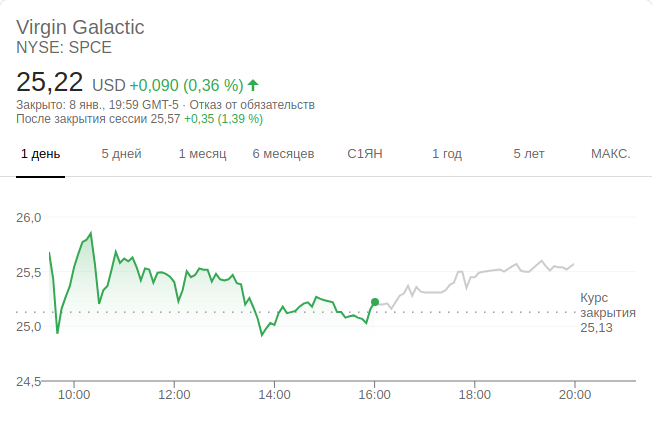 Virgin Galactic
NYSE: SPCE
25,22 USD +0,090 (0,36 %)
Закрыто: 8 янв., 19:59 GMT-5 · Отказ от обязательств
После закрытия сессии 25,57 +0,35 (1,39 %)
1 день 5 дней 1 месяц 6 месяцев С1ЯН 1 год 5 лет МАКС.
26,0
25,5
Курс
закрытия
25,13
25,0
24,5
10:00 12:00 14:00 16:00 18:00 20:00